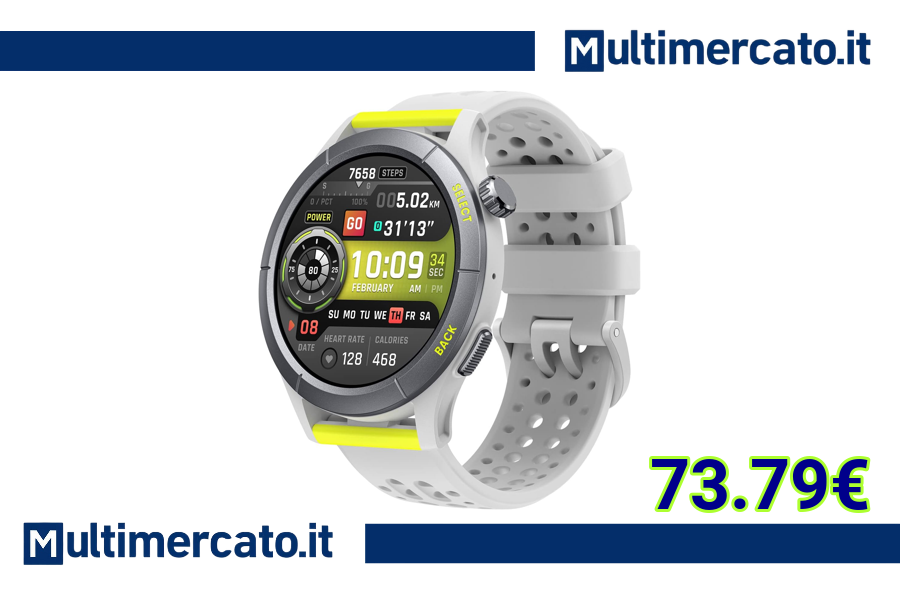 Multimercato.it
7658 STEPS
S G
0 / PCT 100%
005.02KM
POWER
GO
31'13"
SELECT
75 80 25
10:09 34 SEC
FEBRUARY AM | PM
SU MO TU WE TH FR SA
08
DATE
HEART RATE CALORIES
128 468
BACK
73.79€
Multimercato.it